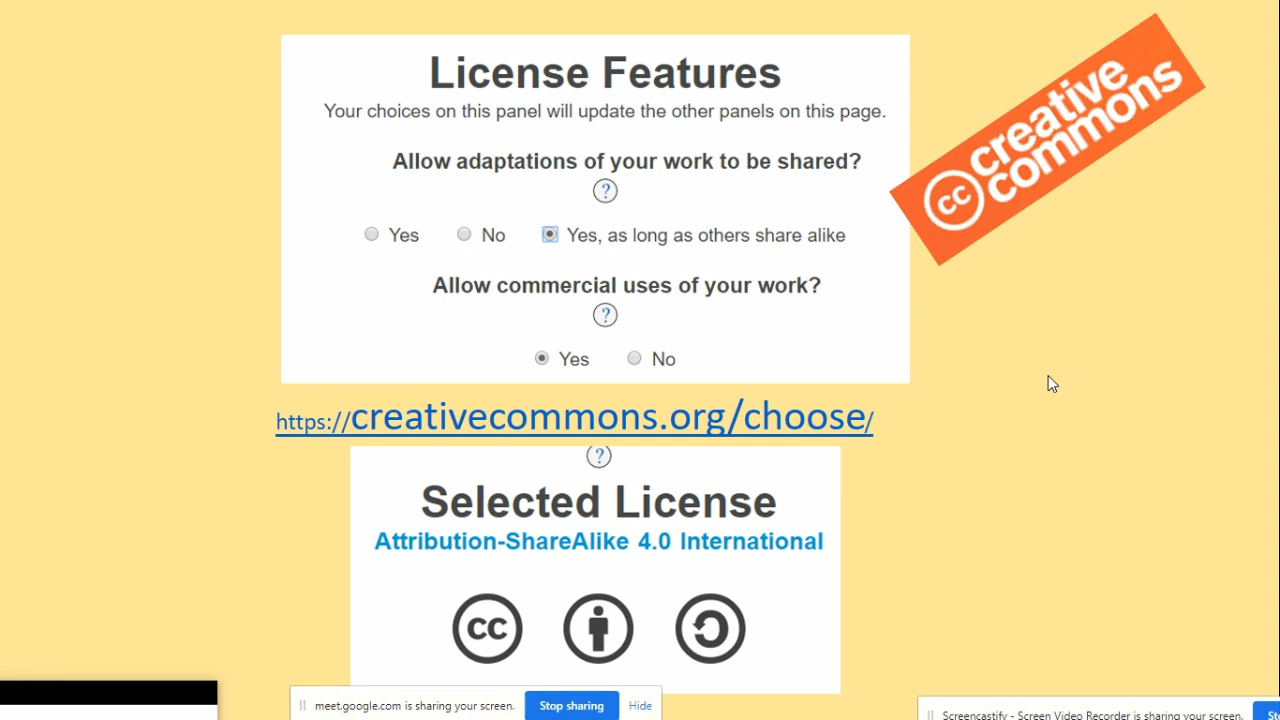 License Features
Your choices on this panel will update the other panels on this page.
creative
commons
cc
Allow adaptations of your work to be shared?
?
Yes No Yes, as long as others share alike
Allow commercial uses of your work?
?
Yes No
https://creativecommons.org/choose/
?
Selected License
Attribution-ShareAlike 4.0 International
cc
meet.google.com is sharing your screen. Stop sharing Hide
Screencastify - Screen Video Recorder is sharing your screen.